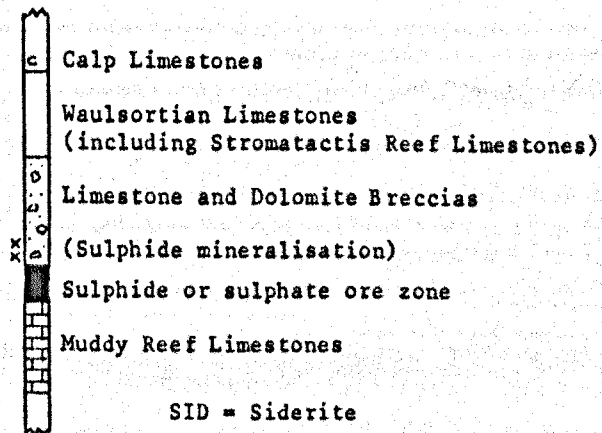 c Calp Limestones
Waulsortian Limestones
(including Stromatactis Reef Limestones)
Limestone and Dolomite Breccias
xx (Sulphide mineralisation)
Sulphide or sulphate ore zone
Muddy Reef Limestones
SID = Siderite